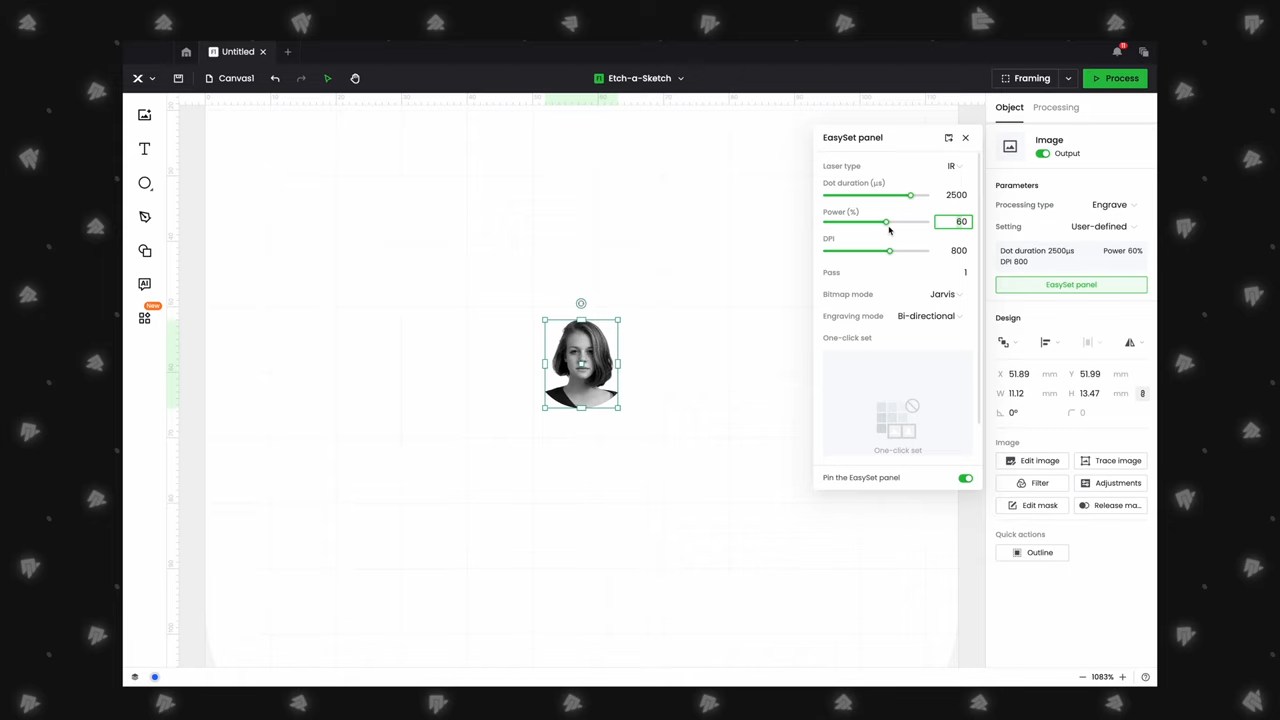 Untitled
11
Canvas1
Etch-a-Sketch
Framing
Process
EasySet panel
Laser type
IR
Dot duration (µs)
2500
Power (%)
60
DPI
800
Pass
1
Bitmap mode
Jarvis
Engraving mode
Bi-directional
One-click set
One-click set
Pin the EasySet panel
Object
Processing
Image
Output
Parameters
Processing type
Engrave
Setting
User-defined
Dot duration 2500µs
Power 60%
DPI 800
EasySet panel
Design
X 51.89 mm Y 51.99 mm
W 11.12 mm H 13.47 mm
0° 0
Image
Edit image
Trace image
Filter
Adjustments
Edit mask
Release ma...
Quick actions
Outline
AI
New
1083%